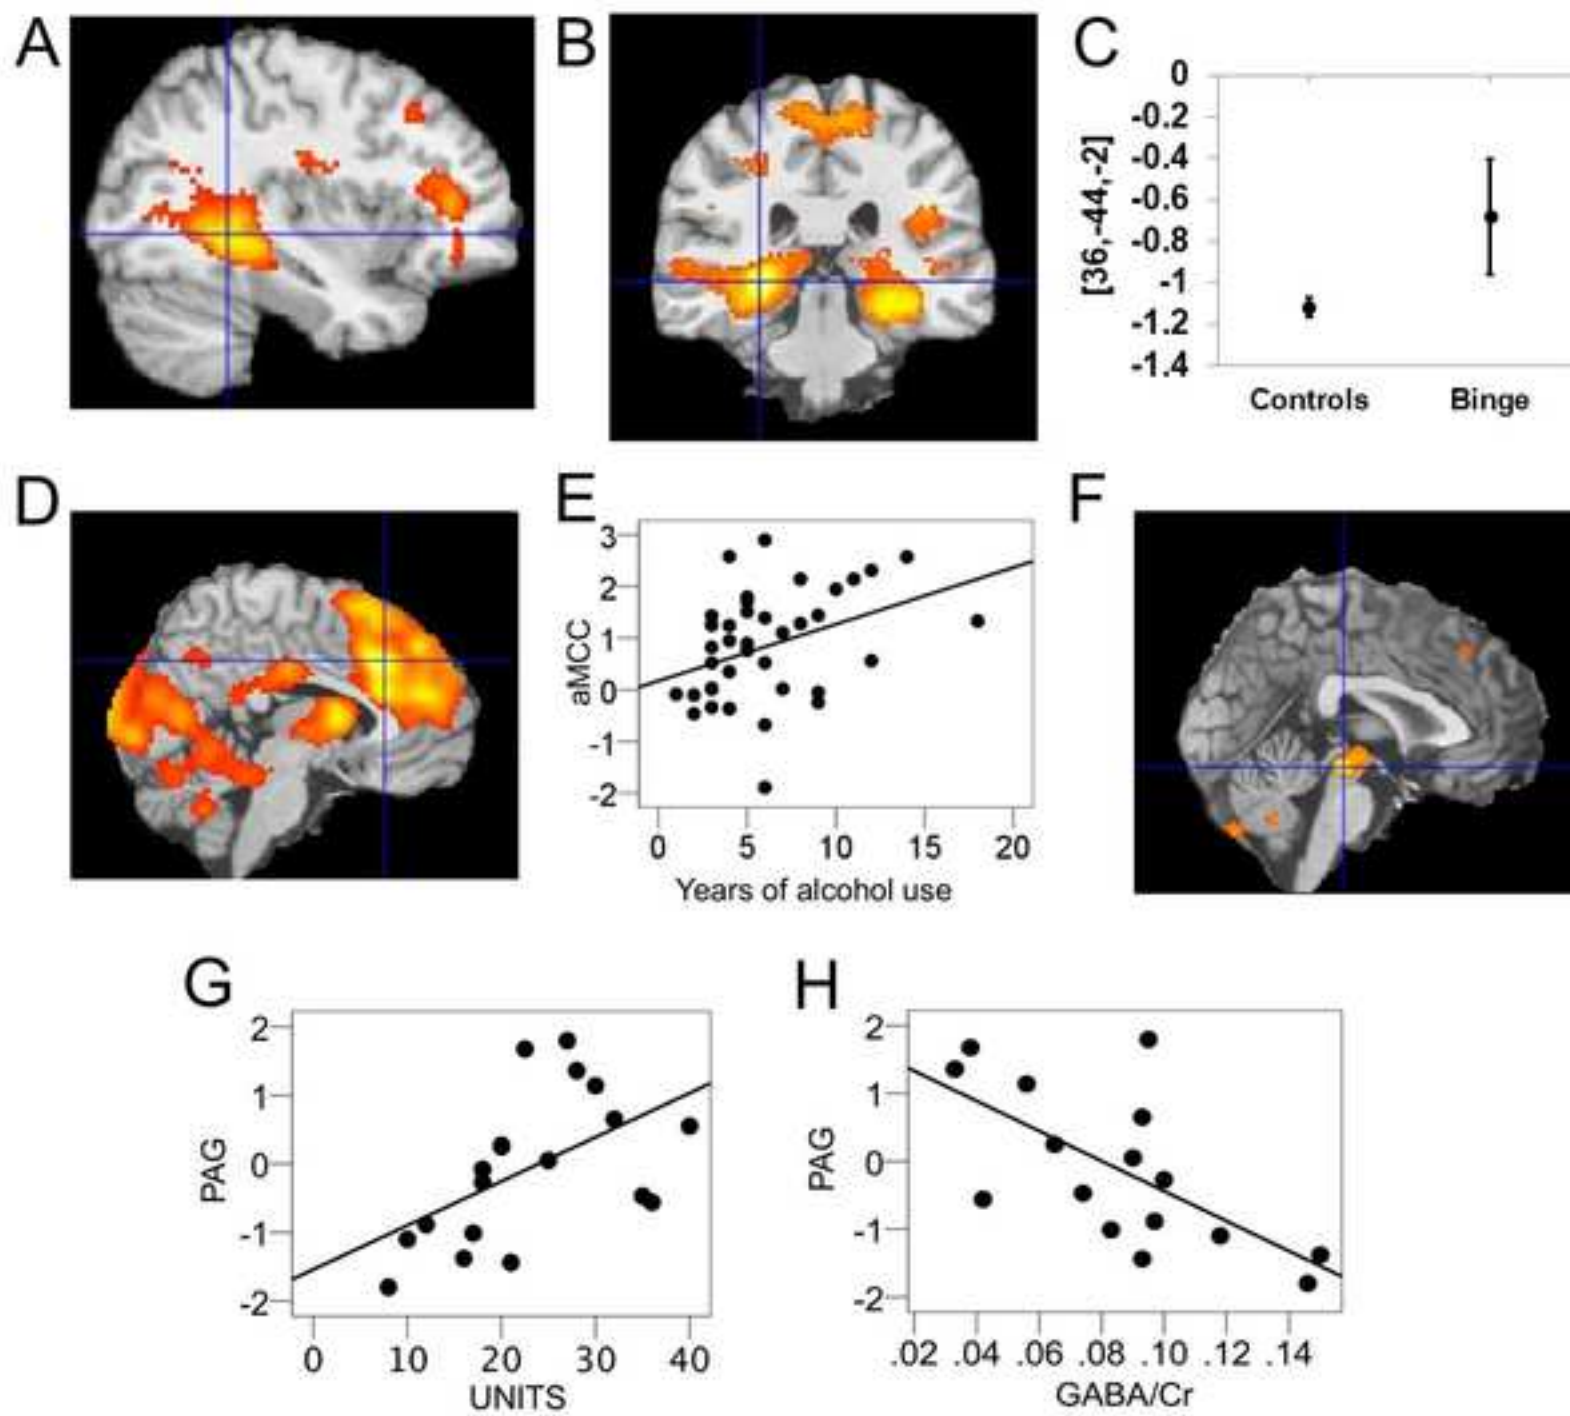 A
B
C
0
-0.2
-0.4
-0.6
-0.8
-1
-1.2
-1.4
[36,-44,-2]
Controls Binge
D
E
3
2
1
0
-1
-2
aMCC
0 5 10 15 20
Years of alcohol use
F
G
2
1
0
-1
-2
PAG
0 10 20 30 40
UNITS
H
2
1
0
-1
-2
PAG
.02 .04 .06 .08 .10 .12 .14
GABA/Cr